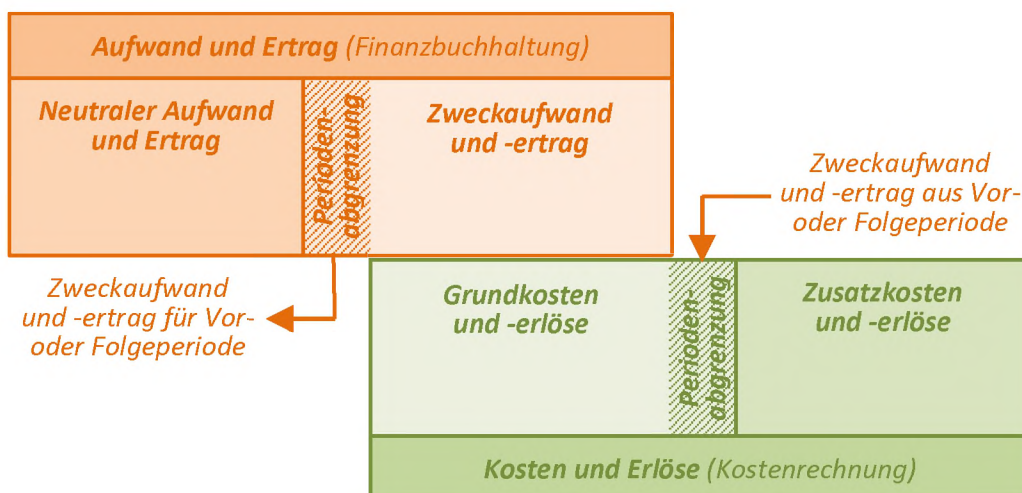 Aufwand und Ertrag (Finanzbuchhaltung)
Neutraler Aufwand
und Ertrag
Perioden-
abgrenzung
Zweckaufwand
und -ertrag
Zweckaufwand
und -ertrag aus Vor-
oder Folgeperiode
Zweckaufwand
und -ertrag für Vor-
oder Folgeperiode
Grundkosten
und -erlöse
Perioden-
abgrenzung
Zusatzkosten
und -erlöse
Kosten und Erlöse (Kostenrechnung)